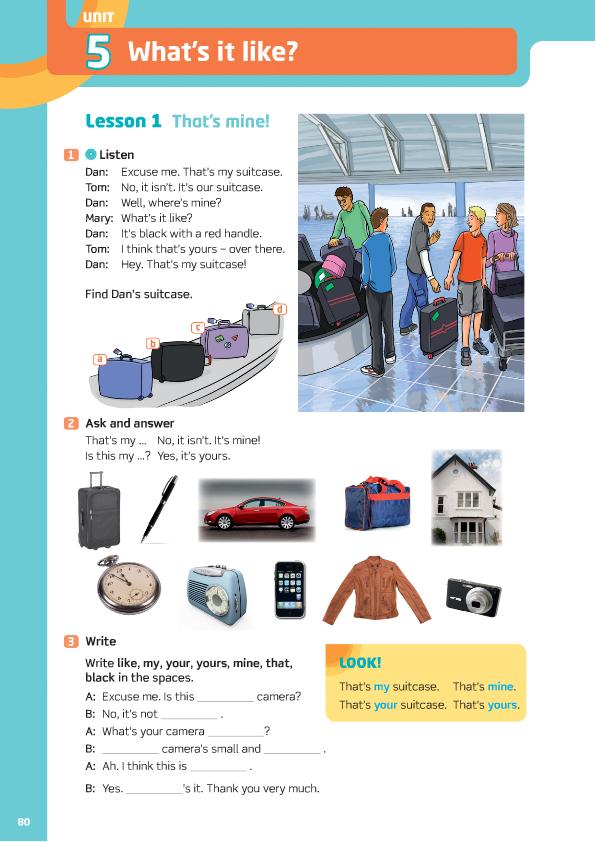 UNIT
5 What's it like?
Lesson 1 That's mine!
1 Listen
Dan: Excuse me. That's my suitcase.
Tom: No, it isn't. It's our suitcase.
Dan: Well, where's mine?
Mary: What's it like?
Dan: It's black with a red handle.
Tom: I think that's yours – over there.
Dan: Hey. That's my suitcase!
Find Dan's suitcase.
a
b
c
d
2 Ask and answer
That's my ... No, it isn't. It's mine!
Is this my ...? Yes, it's yours.
3 Write
Write like, my, your, yours, mine, that,
black in the spaces.
A: Excuse me. Is this _________ camera?
B: No, it's not _________ .
A: What's your camera _________?
B: _________ camera's small and _________ .
A: Ah. I think this is _________ .
B: Yes. _________'s it. Thank you very much.
LOOK!
That's my suitcase. That's mine.
That's your suitcase. That's yours.
80